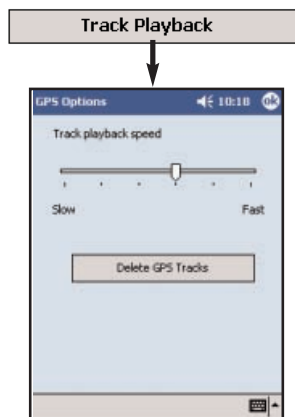 Track Playback
GPS Options 10:18 ok
Track playback speed
Slow Fast
Delete GPS Tracks